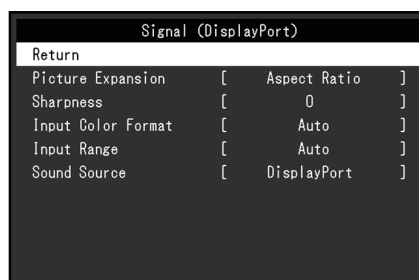 Signal (DisplayPort)
Return
Picture Expansion [ Aspect Ratio ]
Sharpness [ 0 ]
Input Color Format [ Auto ]
Input Range [ Auto ]
Sound Source [ DisplayPort ]